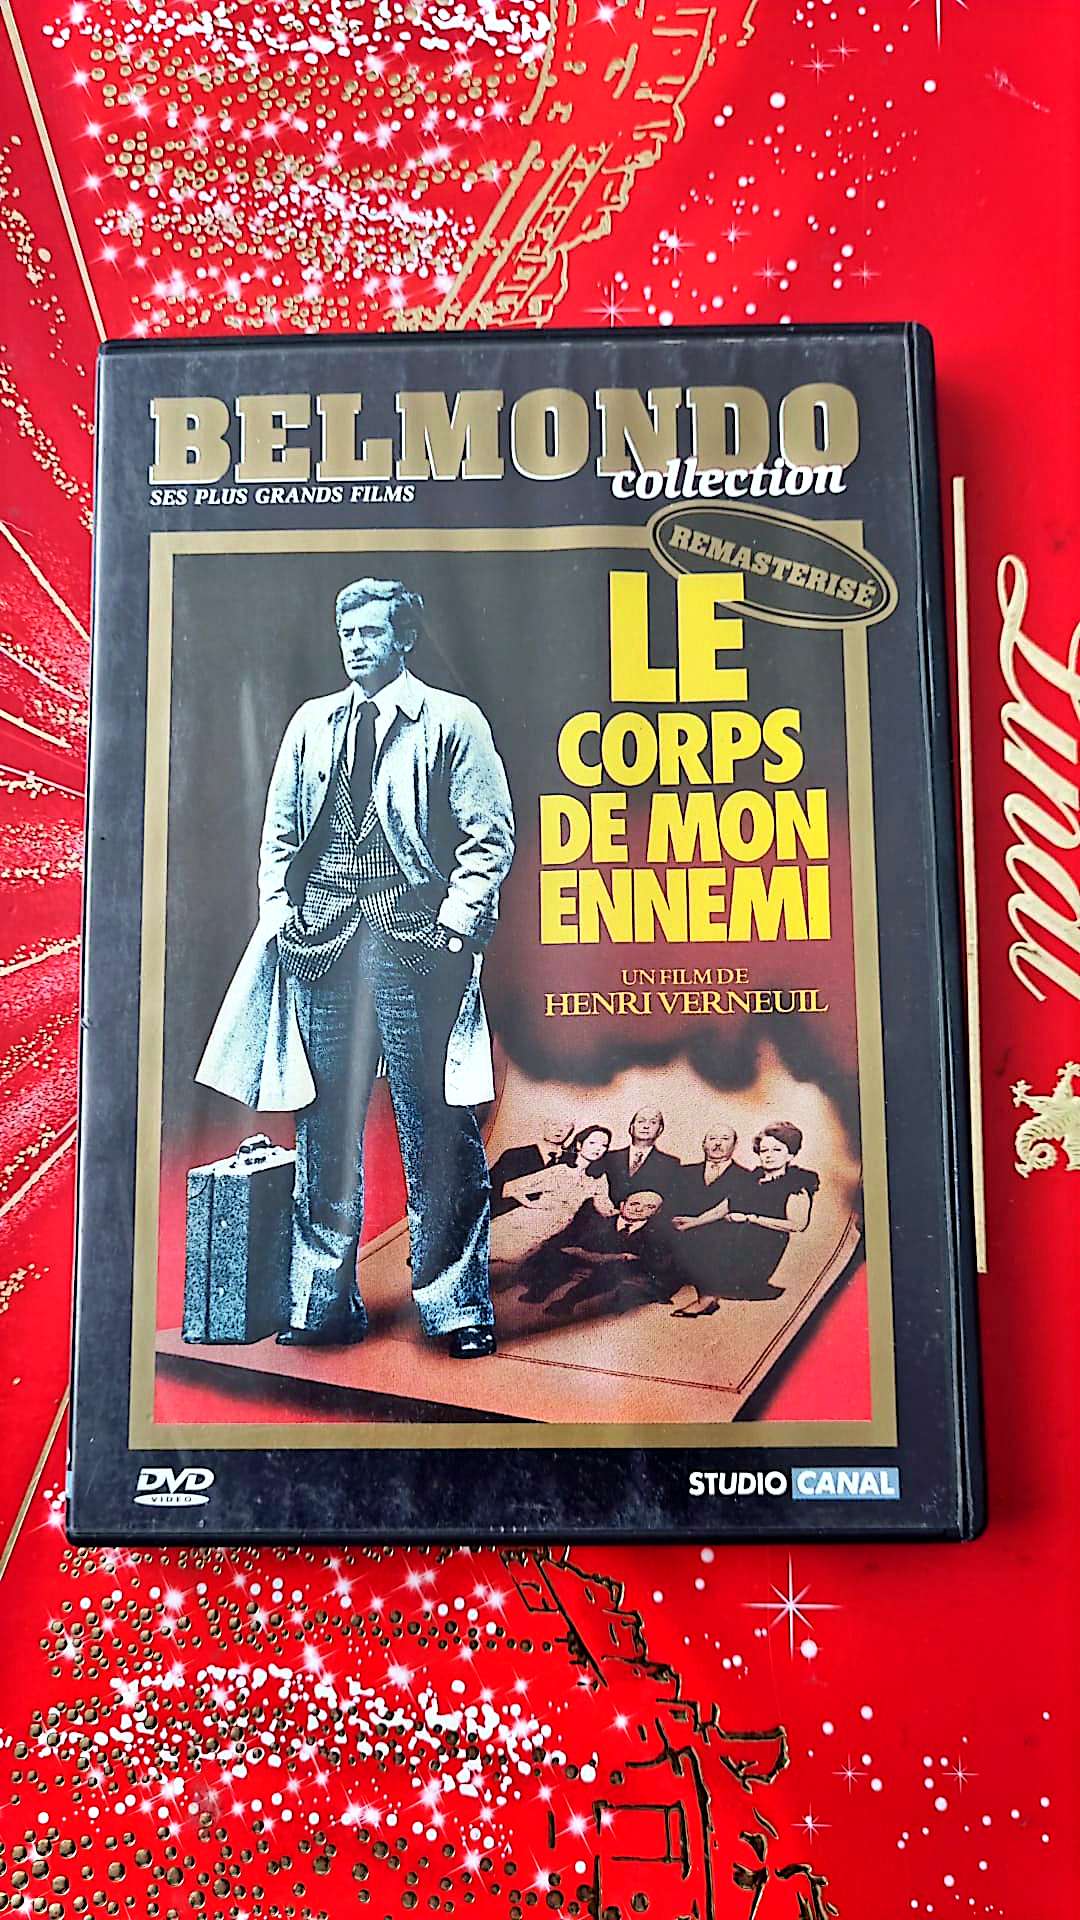 BELMONDO
collection
SES PLUS GRANDS FILMS
REMASTERISÉ
LE
CORPS
DE MON
ENNEMI
UN FILM DE
HENRI VERNEUIL
DVD
VIDEO
STUDIO CANAL